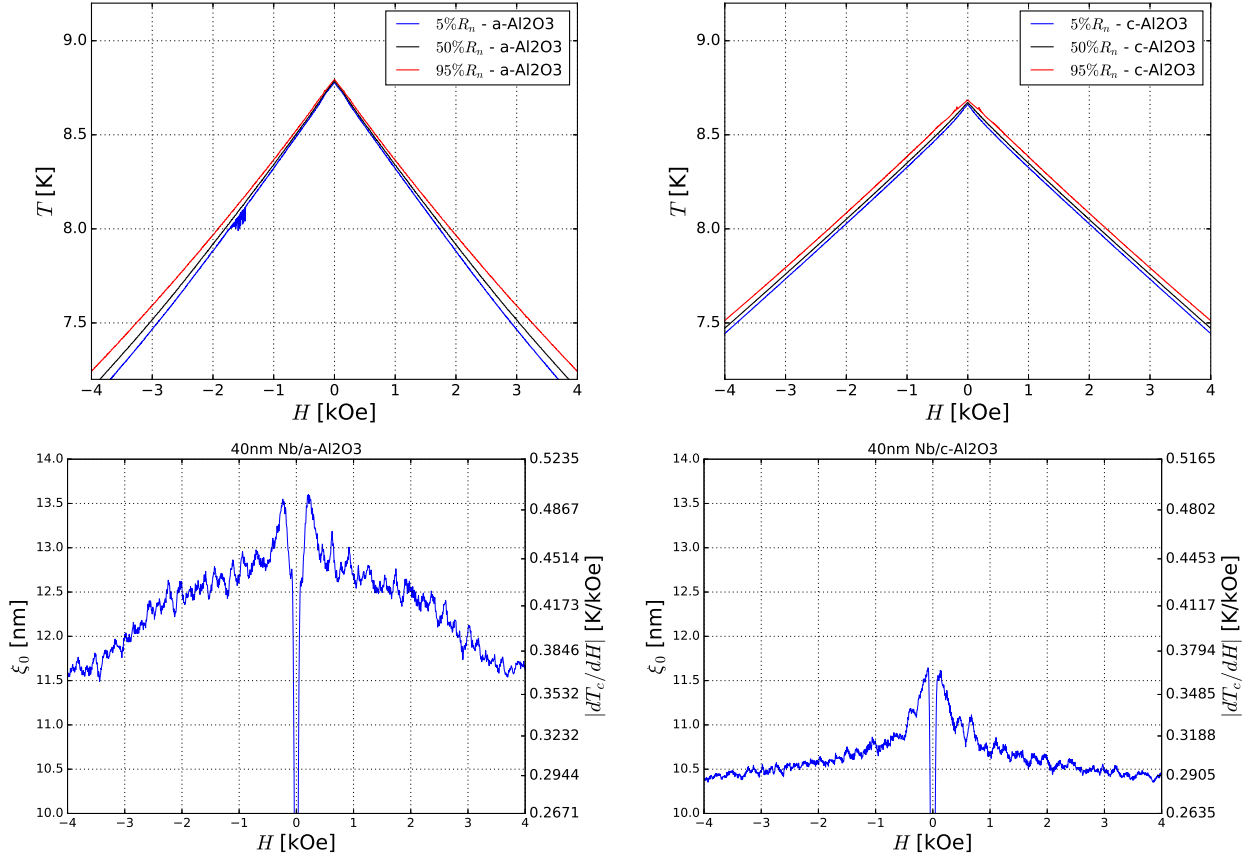 5%Rₙ - a-Al2O3
50%Rₙ - a-Al2O3
95%Rₙ - a-Al2O3
9.0
8.5
8.0
7.5
T [K]
−4 −3 −2 −1 0 1 2 3 4
H [kOe]
5%Rₙ - c-Al2O3
50%Rₙ - c-Al2O3
95%Rₙ - c-Al2O3
9.0
8.5
8.0
7.5
T [K]
−4 −3 −2 −1 0 1 2 3 4
H [kOe]
40nm Nb/a-Al2O3
14.0
13.5
13.0
12.5
12.0
11.5
11.0
10.5
10.0
ξ₀ [nm]
0.5235
0.4867
0.4514
0.4173
0.3846
0.3532
0.3232
0.2944
0.2671
|dT_c/dH| [K/kOe]
−4 −3 −2 −1 0 1 2 3 4
H [kOe]
40nm Nb/c-Al2O3
14.0
13.5
13.0
12.5
12.0
11.5
11.0
10.5
10.0
ξ₀ [nm]
0.5165
0.4802
0.4453
0.4117
0.3794
0.3485
0.3188
0.2905
0.2635
|dT_c/dH| [K/kOe]
−4 −3 −2 −1 0 1 2 3 4
H [kOe]